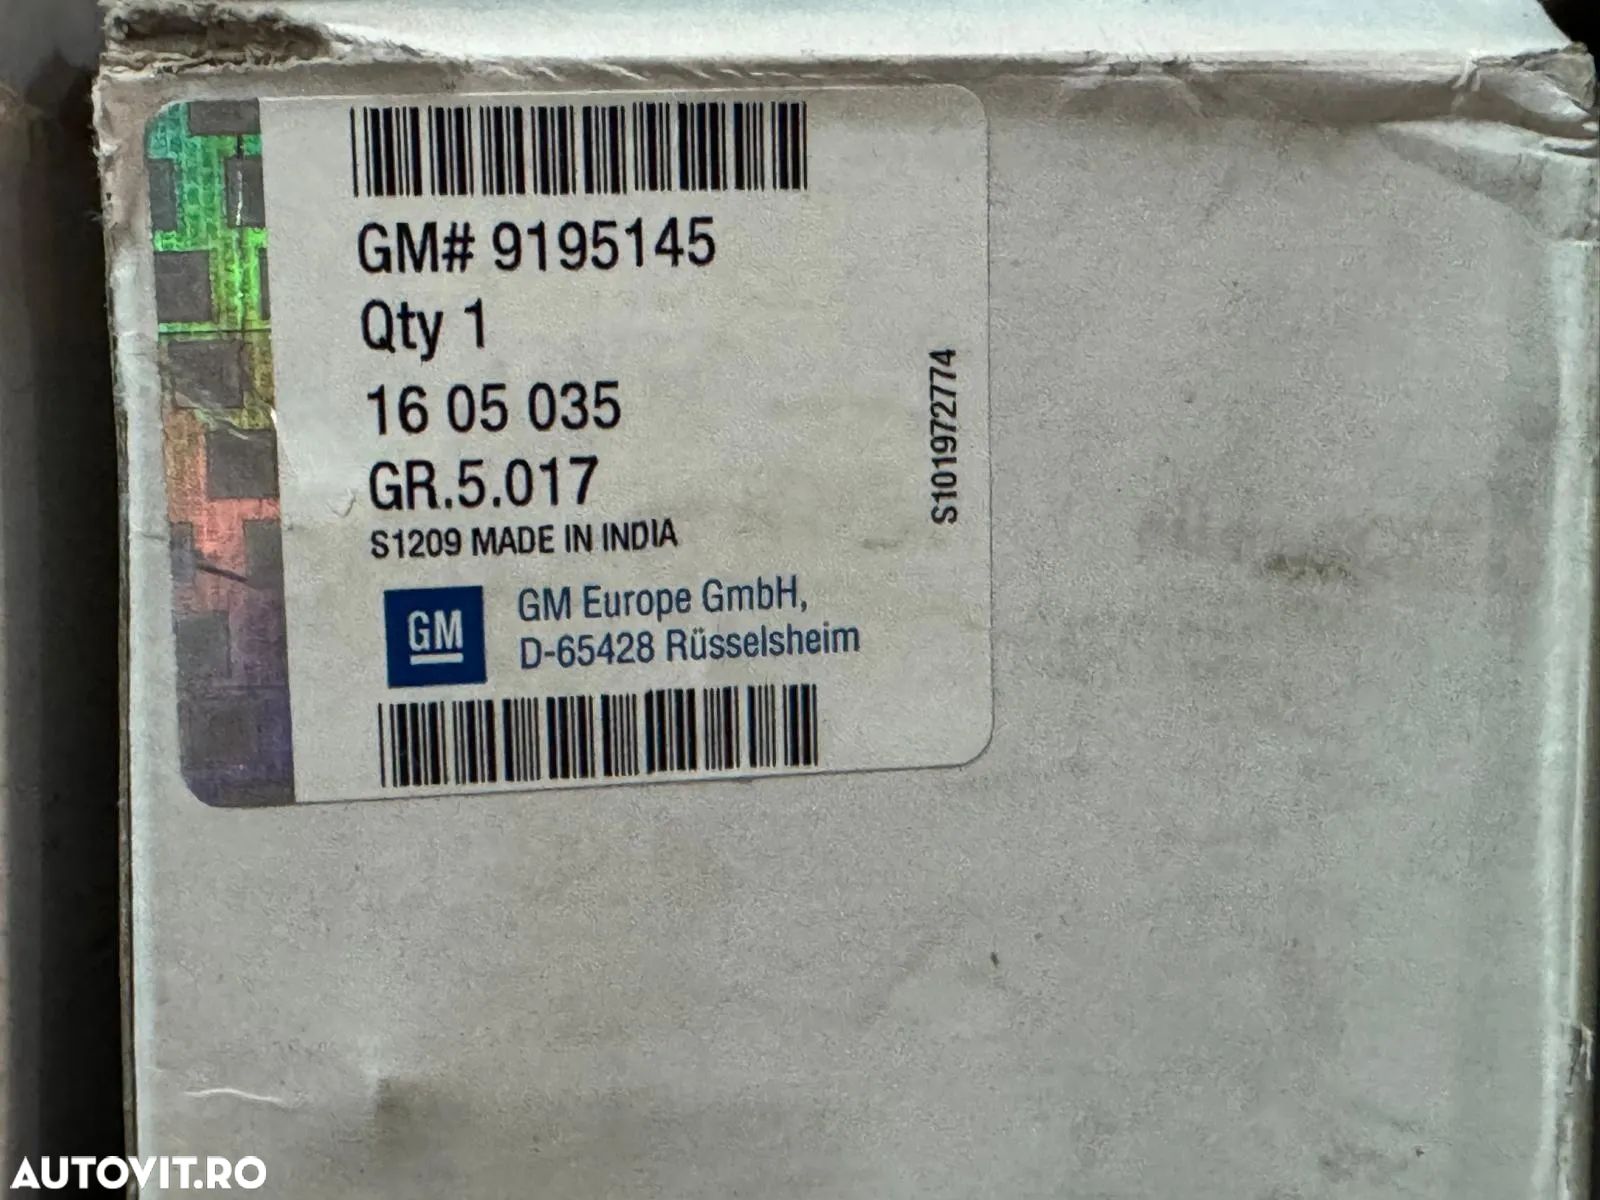 GM# 9195145
Qty 1
16 05 035
GR.5.017
S1209 MADE IN INDIA
S101972774
GM
GM Europe GmbH,
D-65428 Rüsselsheim
AUTOVIT.RO